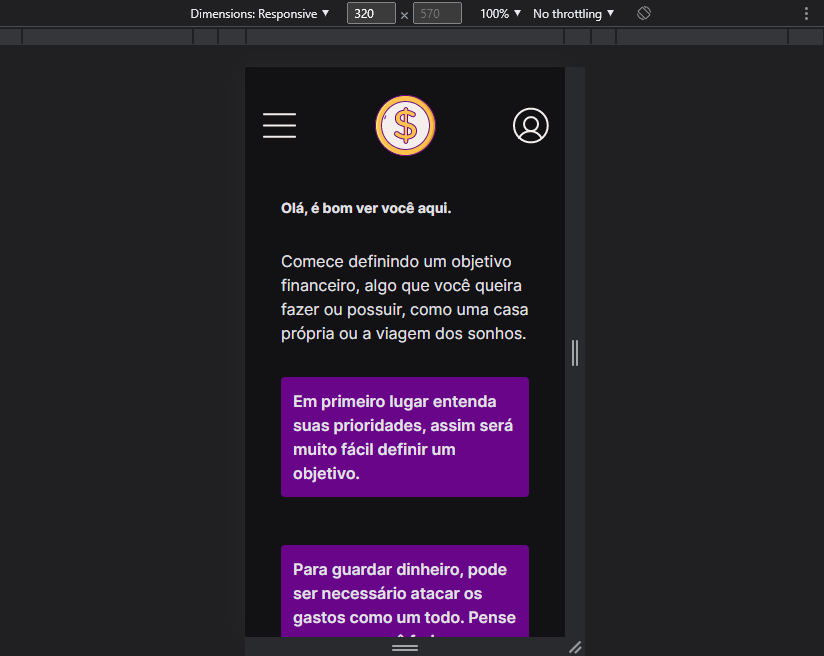 Dimensions: Responsive ▼ 320 × 570 100% ▼ No throttling ▼
$
Olá, é bom ver você aqui.
Comece definindo um objetivo
financeiro, algo que você queira
fazer ou possuir, como uma casa
própria ou a viagem dos sonhos.
Em primeiro lugar entenda
suas prioridades, assim será
muito fácil definir um
objetivo.
Para guardar dinheiro, pode
ser necessário atacar os
gastos como um todo. Pense